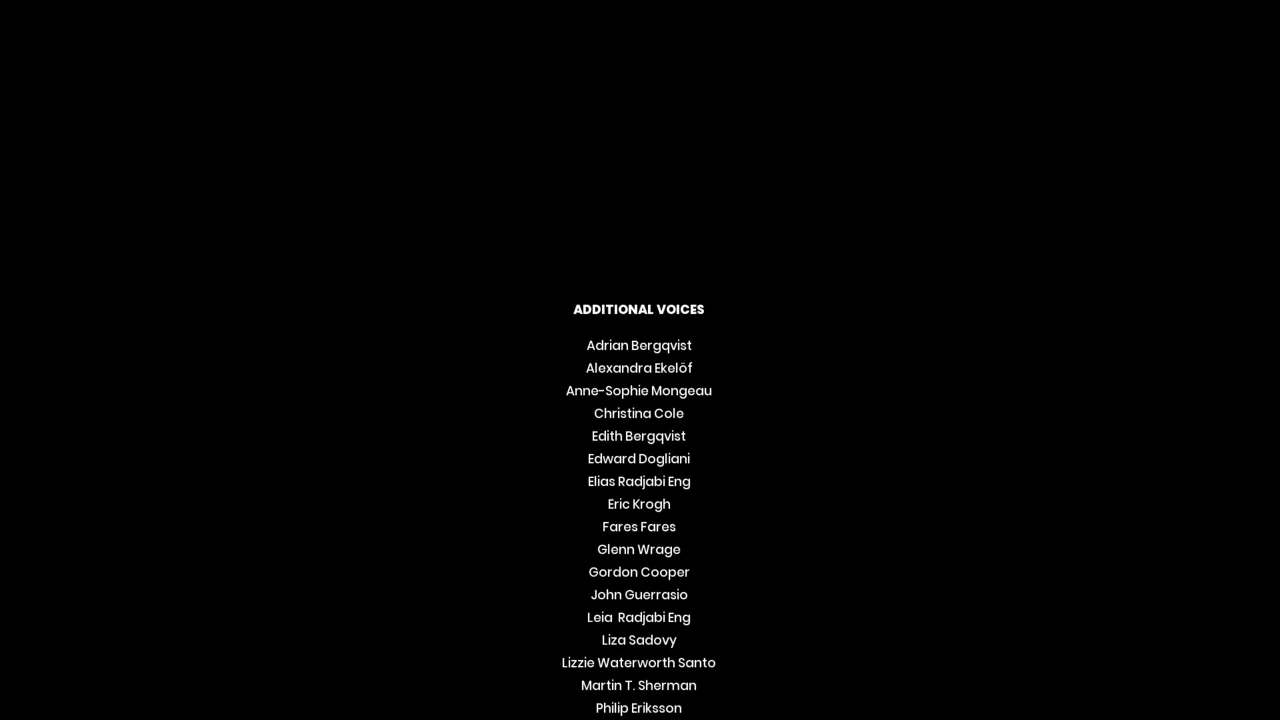 ADDITIONAL VOICES
Adrian Bergqvist
Alexandra Ekelöf
Anne-Sophie Mongeau
Christina Cole
Edith Bergqvist
Edward Dogliani
Elias Radjabi Eng
Eric Krogh
Fares Fares
Glenn Wrage
Gordon Cooper
John Guerrasio
Leia  Radjabi Eng
Liza Sadovy
Lizzie Waterworth Santo
Martin T. Sherman
Philip Eriksson